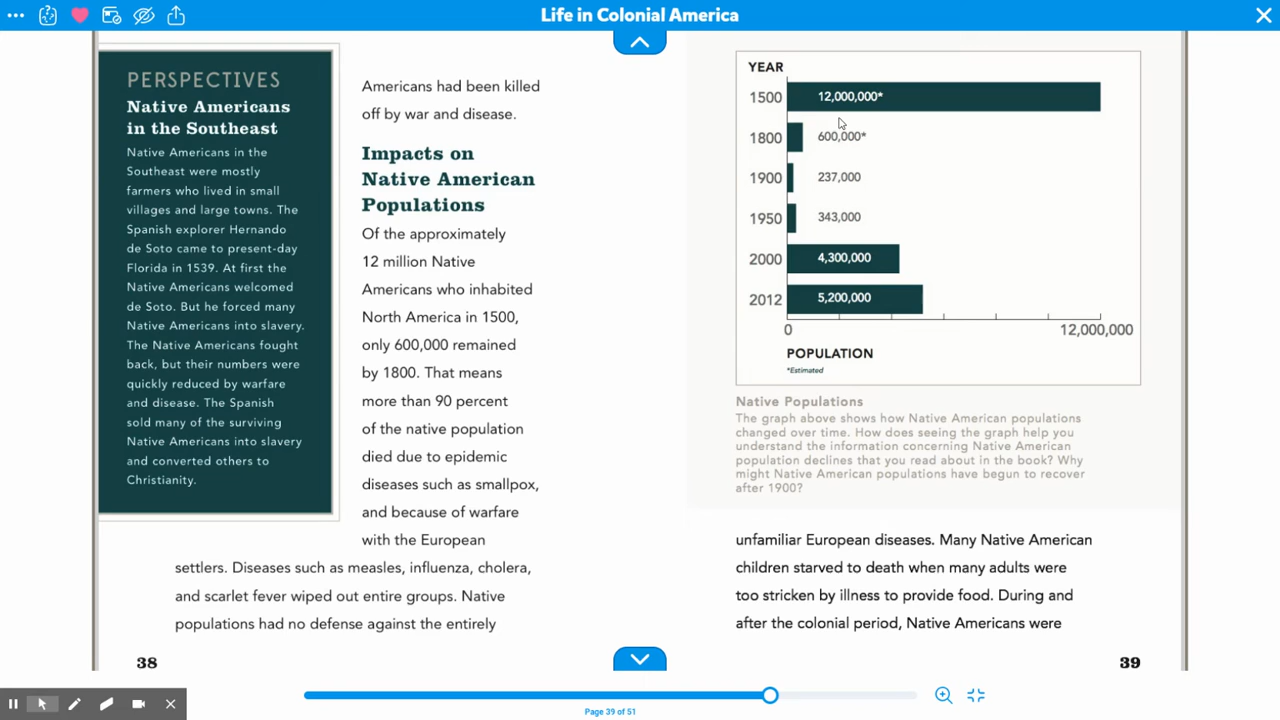 Life in Colonial America
PERSPECTIVES
Native Americans
in the Southeast
Native Americans in the
Southeast were mostly
farmers who lived in small
villages and large towns. The
Spanish explorer Hernando
de Soto came to present-day
Florida in 1539. At first the
Native Americans welcomed
de Soto. But he forced many
Native Americans into slavery.
The Native Americans fought
back, but their numbers were
quickly reduced by warfare
and disease. The Spanish
sold many of the surviving
Native Americans into slavery
and converted others to
Christianity.
Americans had been killed
off by war and disease.
Impacts on
Native American
Populations
Of the approximately
12 million Native
Americans who inhabited
North America in 1500,
only 600,000 remained
by 1800. That means
more than 90 percent
of the native population
died due to epidemic
diseases such as smallpox,
and because of warfare
with the European
settlers. Diseases such as measles, influenza, cholera,
and scarlet fever wiped out entire groups. Native
populations had no defense against the entirely
38
YEAR
1500 12,000,000*
1800 600,000*
1900 237,000
1950 343,000
2000 4,300,000
2012 5,200,000
0 12,000,000
POPULATION
*Estimated
Native Populations
The graph above shows how Native American populations
changed over time. How does seeing the graph help you
understand the information concerning Native American
population declines that you read about in the book? Why
might Native American populations have begun to recover
after 1900?
unfamiliar European diseases. Many Native American
children starved to death when many adults were
too stricken by illness to provide food. During and
after the colonial period, Native Americans were
39
Page 39 of 51